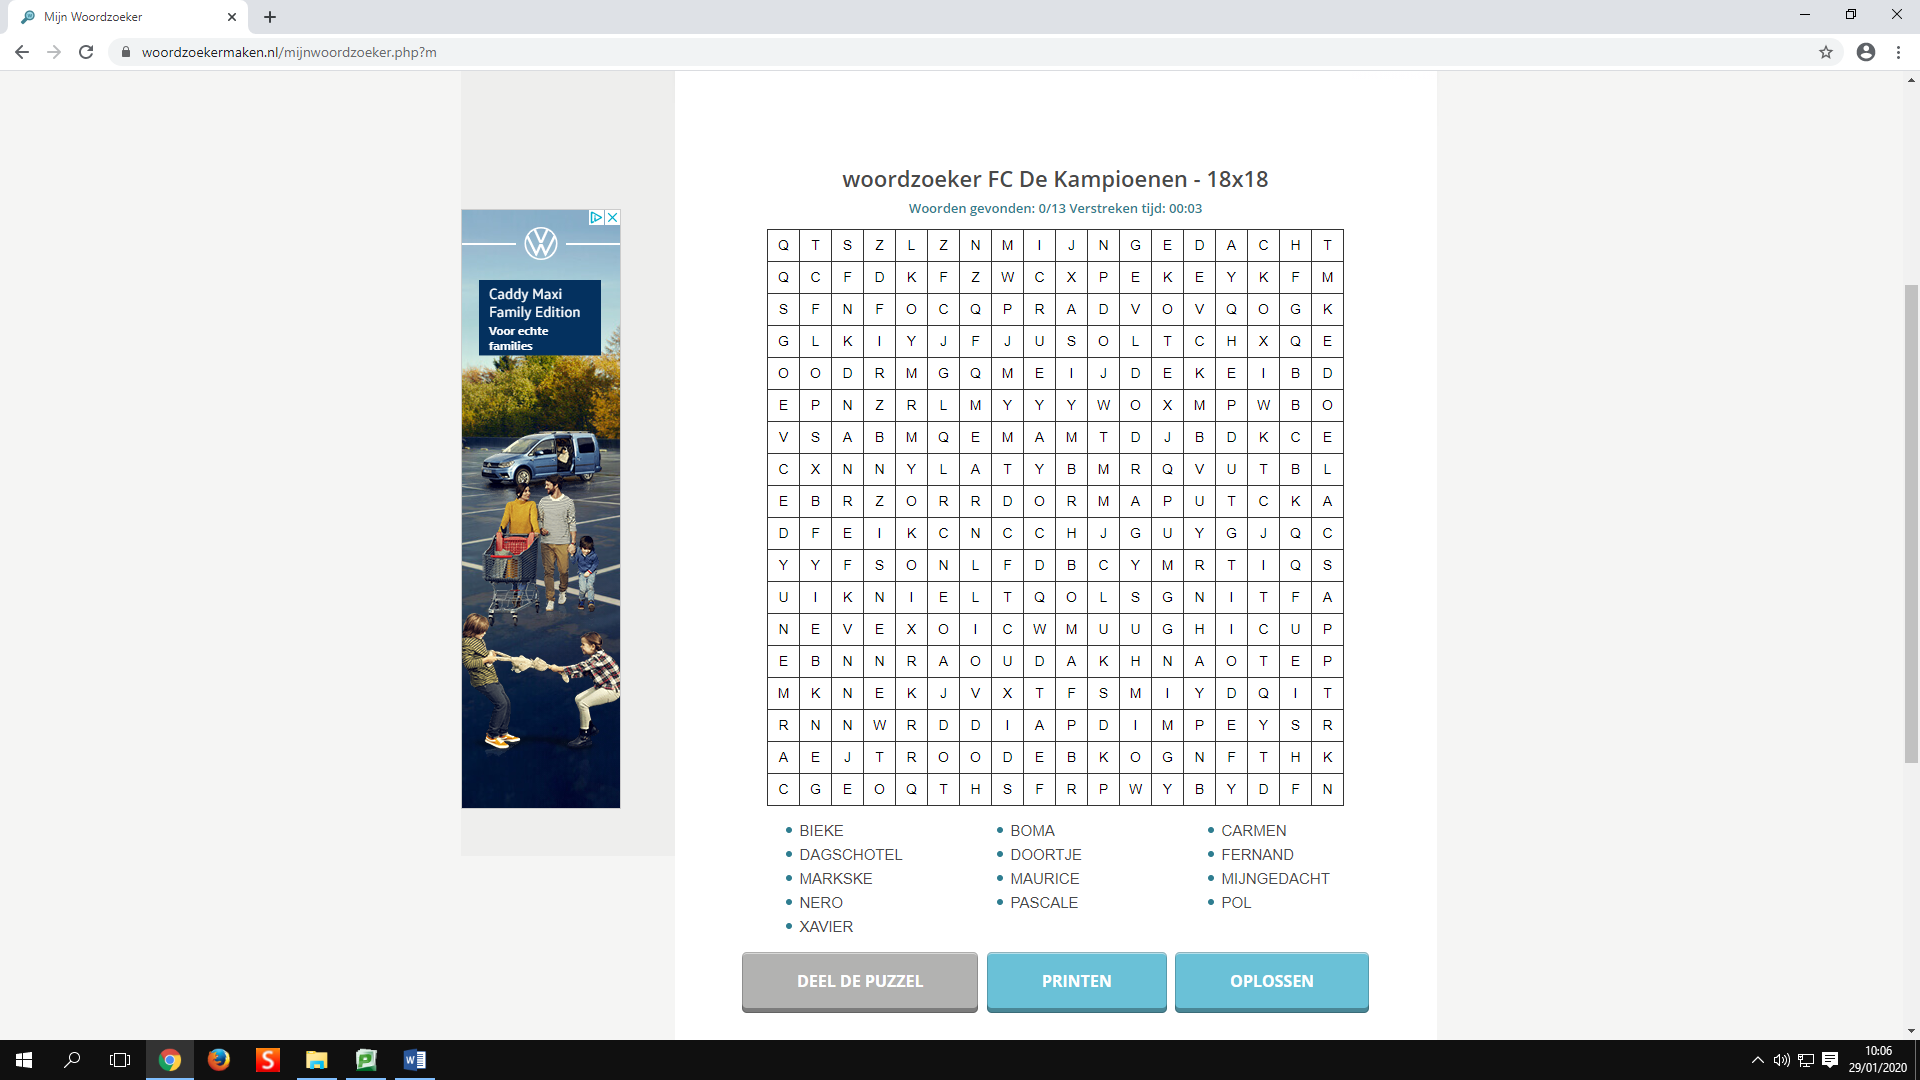 Mijn Woordzoeker
woordzoekermaken.nl/mijnwoordzoeker.php?m
woordzoeker FC De Kampioenen - 18x18
Woorden gevonden: 0/13 Verstreken tijd: 00:03
Caddy Maxi
Family Edition
Voor echte
families
Q T S Z L Z N M I J N G E D A C H T
Q C F D K F Z W C X P E K E Y K F M
S F N F O C Q P R A D V O V Q O G K
G L K I Y J F J U S O L T C H X Q E
O O D R M G Q M E I J D E K E I B D
E P N Z R L M Y Y Y W O X M P W B O
V S A B M Q E M A M T D J B D K C E
C X N N Y L A T Y B M R Q V U T B L
E B R Z O R R D O R M A P U T C K A
D F E I K C N C C H J G U Y G J Q C
Y Y F S O N L F D B C Y M R T I Q S
U I K N I E L T Q O L S G N I T F A
N E V E X O I C W M U U G H I C U P
E B N N R A O U D A K H N A O T E P
M K N E K J V X T F S M I Y D Q I T
R N N W R D D I A P D I M P E Y S R
A E J T R O O D E B K O G N F T H K
C G E O Q T H S F R P W Y B Y D F N
BIEKE
DAGSCHOTEL
MARKSKE
NERO
XAVIER
BOMA
DOORTJE
MAURICE
PASCALE
CARMEN
FERNAND
MIJNGEDACHT
POL
DEEL DE PUZZEL
PRINTEN
OPLOSSEN
10:06
29/01/2020